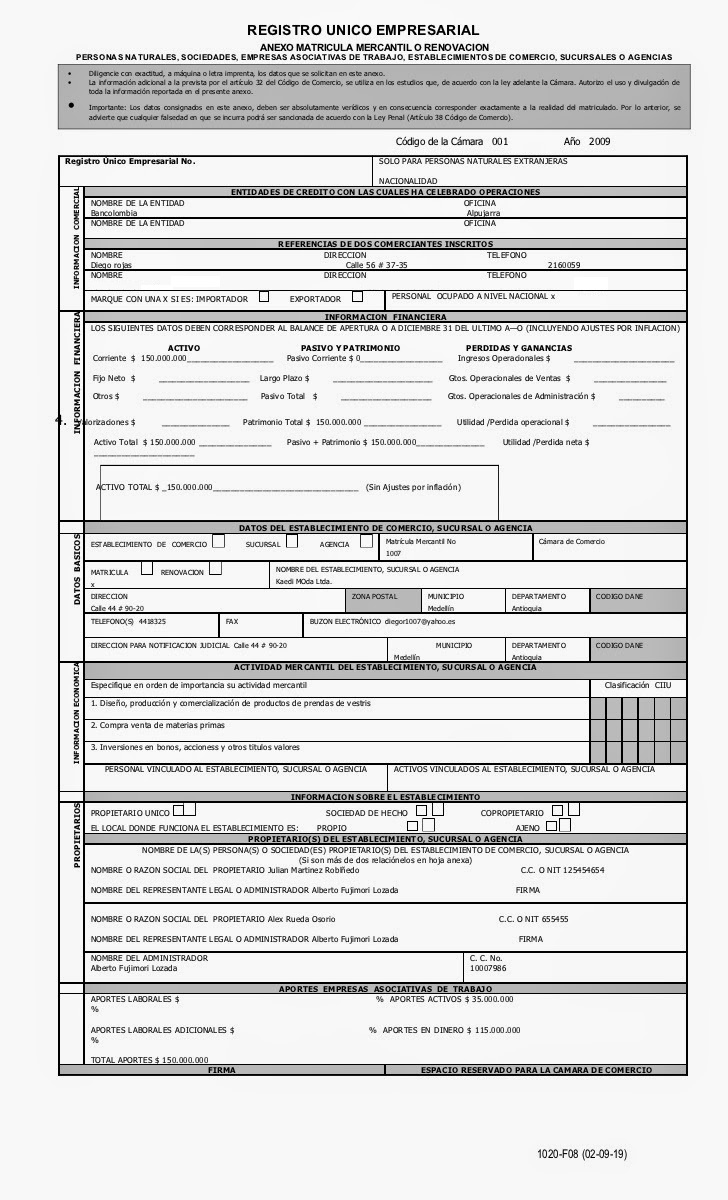 REGISTRO UNICO EMPRESARIAL
ANEXO MATRICULA MERCANTIL O RENOVACION
PERSONAS NATURALES, SOCIEDADES, EMPRESAS ASOCIATIVAS DE TRABAJO, ESTABLECIMIENTOS DE COMERCIO, SUCURSALES O AGENCIAS
• Diligencie con exactitud, a máquina o letra imprenta, los datos que se solicitan en este anexo.
• La información adicional a la prevista por el artículo 32 del Código de Comercio, se utiliza en los estudios que, de acuerdo con la ley adelante la Cámara. Autorizo el uso y divulgación de
toda la información reportada en el presente anexo.
• Importante: Los datos consignados en este anexo, deben ser absolutamente verídicos y en consecuencia corresponder exactamente a la realidad del matriculado. Por lo anterior, se
advierte que cualquier falsedad en que se incurra podrá ser sancionada de acuerdo con la Ley Penal (Artículo 38 Código de Comercio).
Código de la Cámara 001 Año 2009
Registro Único Empresarial No. SOLO PARA PERSONAS NATURALES EXTRANJERAS
NACIONALIDAD
INFORMACION COMERCIAL
ENTIDADES DE CREDITO CON LAS CUALES HA CELEBRADO OPERACIONES
NOMBRE DE LA ENTIDAD OFICINA
Bancolombia Alpujarra
NOMBRE DE LA ENTIDAD OFICINA
REFERENCIAS DE DOS COMERCIANTES INSCRITOS
NOMBRE DIRECCION TELEFONO
Diego rojas Calle 56 # 37-35 2160059
NOMBRE DIRECCION TELEFONO
MARQUE CON UNA X SI ES: IMPORTADOR EXPORTADOR PERSONAL OCUPADO A NIVEL NACIONAL x
INFORMACION FINANCIERA
INFORMACION FINANCIERA
LOS SIGUIENTES DATOS DEBEN CORRESPONDER AL BALANCE DE APERTURA O A DICIEMBRE 31 DEL ULTIMO A—O (INCLUYENDO AJUSTES POR INFLACION)
ACTIVO PASIVO Y PATRIMONIO PERDIDAS Y GANANCIAS
Corriente $ 150.000.000____________________ Pasivo Corriente $ 0___________________ Ingresos Operacionales $ _______________________
Fijo Neto $ _____________________ Largo Plazo $ _______________________ Gtos. Operacionales de Ventas $ _________________
Otros $ ________________________ Pasivo Total $ _____________________ Gtos. Operacionales de Administración $ ___________
4. Valorizaciones $ ________________ Patrimonio Total $ 150.000.000 __________________ Utilidad /Perdida operacional $ __________________
Activo Total $ 150.000.000 _________________ Pasivo + Patrimonio $ 150.000.000________________ Utilidad /Perdida neta $
_______________________
ACTIVO TOTAL $ _150.000.000__________________________________ (Sin Ajustes por inflación)
DATOS BASICOS
DATOS DEL ESTABLECIMIENTO DE COMERCIO, SUCURSAL O AGENCIA
ESTABLECIMIENTO DE COMERCIO SUCURSAL AGENCIA Matrícula Mercantil No Cámara de Comercio
1007
MATRICULA RENOVACION NOMBRE DEL ESTABLECIMIENTO, SUCURSAL O AGENCIA
x Kaedi MOda Ltda.
DIRECCION ZONA POSTAL MUNICIPIO DEPARTAMENTO CODIGO DANE
Calle 44 # 90-20 Medellín Antioquia
TELEFONO(S) 4418325 FAX BUZON ELECTRÓNICO diegor1007@yahoo.es
DIRECCION PARA NOTIFICACION JUDICIAL Calle 44 # 90-20 MUNICIPIO DEPARTAMENTO CODIGO DANE
Medellín Antioquia
INFORMACION ECONOMICA
ACTIVIDAD MERCANTIL DEL ESTABLECIMIENTO, SUCURSAL O AGENCIA
Especifique en orden de importancia su actividad mercantil Clasificación CIIU
1. Diseño, producción y comercialización de productos de prendas de vestris
2. Compra venta de materias primas
3. Inversiones en bonos, accioness y otros titulos valores
PERSONAL VINCULADO AL ESTABLECIMIENTO, SUCURSAL O AGENCIA ACTIVOS VINCULADOS AL ESTABLECIMIENTO, SUCURSAL O AGENCIA
INFORMACION SOBRE EL ESTABLECIMIENTO
PROPIETARIOS
PROPIETARIO UNICO SOCIEDAD DE HECHO COPROPIETARIO
EL LOCAL DONDE FUNCIONA EL ESTABLECIMIENTO ES: PROPIO AJENO
PROPIETARIO(S) DEL ESTABLECIMIENTO, SUCURSAL O AGENCIA
NOMBRE DE LA(S) PERSONA(S) O SOCIEDAD(ES) PROPIETARIO(S) DEL ESTABLECIMIENTO DE COMERCIO, SUCURSAL O AGENCIA
(Si son más de dos relaciónelos en hoja anexa)
NOMBRE O RAZON SOCIAL DEL PROPIETARIO Julian Martinez Robiñedo C.C. O NIT 125454654
NOMBRE DEL REPRESENTANTE LEGAL O ADMINISTRADOR Alberto Fujimori Lozada FIRMA
NOMBRE O RAZON SOCIAL DEL PROPIETARIO Alex Rueda Osorio C.C. O NIT 655455
NOMBRE DEL REPRESENTANTE LEGAL O ADMINISTRADOR Alberto Fujimori Lozada FIRMA
NOMBRE DEL ADMINISTRADOR C. C. No.
Alberto Fujimori Lozada 10007986
APORTES EMPRESAS ASOCIATIVAS DE TRABAJO
APORTES LABORALES $ % APORTES ACTIVOS $ 35.000.000
%
APORTES LABORALES ADICIONALES $ % APORTES EN DINERO $ 115.000.000
%
TOTAL APORTES $ 150.000.000
FIRMA ESPACIO RESERVADO PARA LA CAMARA DE COMERCIO
1020-F08 (02-09-19)